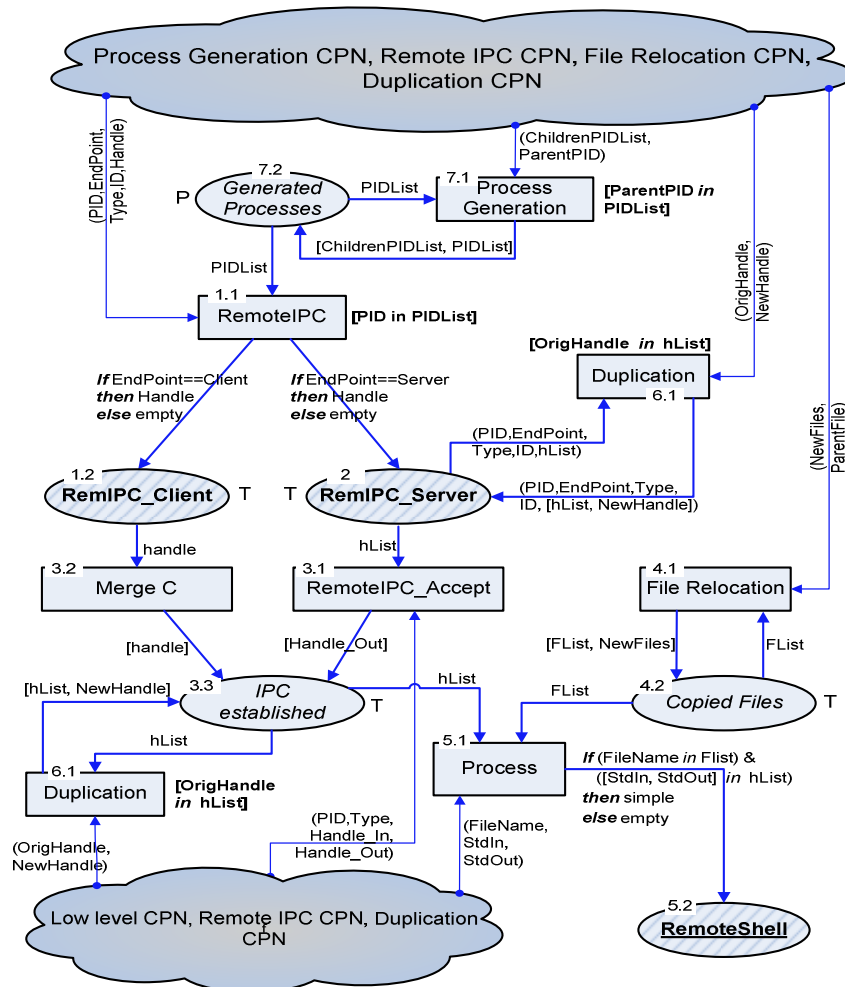 Process Generation CPN, Remote IPC CPN, File Relocation CPN,
Duplication CPN
(PID,EndPoint,
Type,ID,Handle)
(ChildrenPIDList,
ParentPID)
7.2
Generated
Processes
P
PIDList
7.1
Process
Generation
[ParentPID in
PIDList]
[ChildrenPIDList, PIDList]
PIDList
(OrigHandle,
NewHandle)
1.1
RemoteIPC
[PID in PIDList]
[OrigHandle in hList]
Duplication
6.1
If EndPoint==Client
then Handle
else empty
If EndPoint==Server
then Handle
else empty
(NewFiles,
ParentFile)
(PID,EndPoint,
Type,ID,hList)
1.2
RemIPC_Client
T
T
2
RemIPC_Server
(PID,EndPoint,Type,
ID, [hList, NewHandle])
handle
hList
3.2
Merge C
3.1
RemoteIPC_Accept
4.1
File Relocation
[handle]
[Handle_Out]
[FList, NewFiles]
FList
[hList, NewHandle]
3.3
IPC
established
T
hList
FList
4.2
Copied Files
T
hList
5.1
Process
If (FileName in Flist) &
([StdIn, StdOut] in hList)
then simple
else empty
6.1
Duplication
[OrigHandle
in hList]
(OrigHandle,
NewHandle)
(PID,Type,
Handle_In,
Handle_Out)
(FileName,
StdIn,
StdOut)
Low level CPN, Remote IPC CPN, Duplication
CPN
5.2
RemoteShell